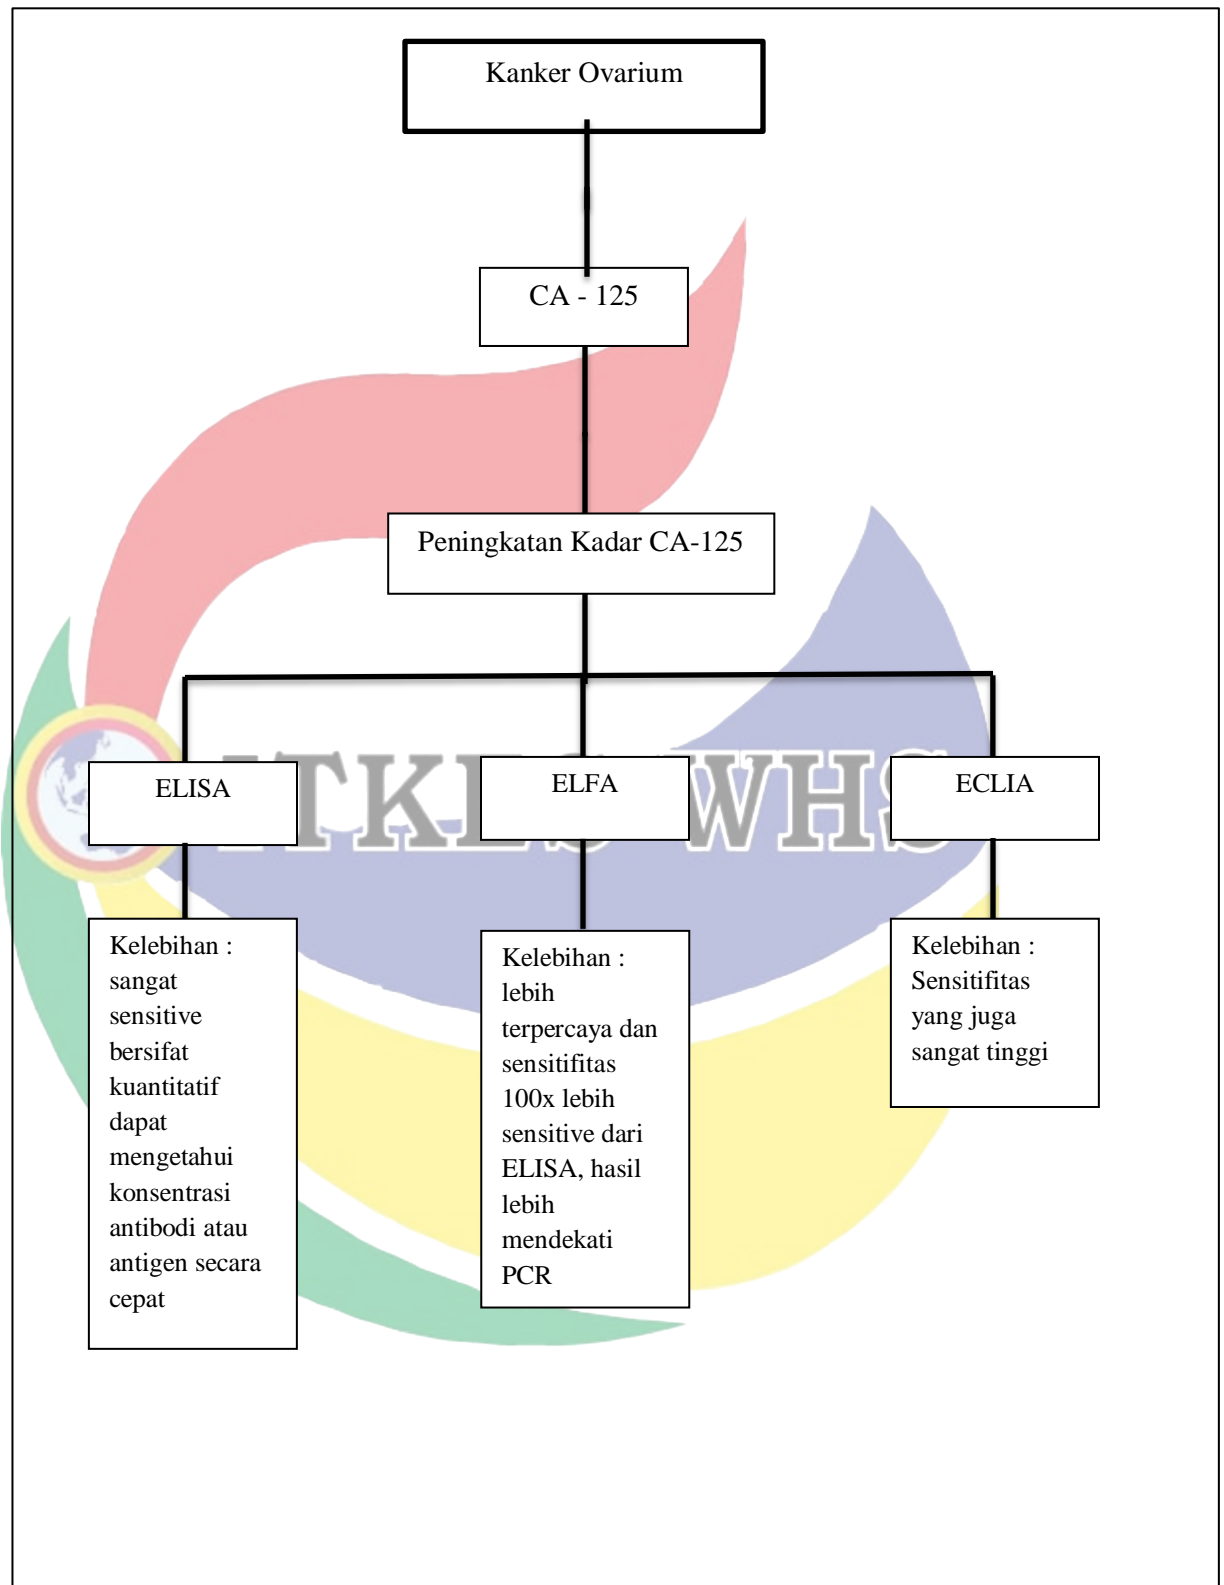 Kanker Ovarium
CA - 125
Peningkatan Kadar CA-125
ITKES WHS
ELISA
ELFA
ECLIA
Kelebihan :
sangat
sensitive
bersifat
kuantitatif
dapat
mengetahui
konsentrasi
antibodi atau
antigen secara
cepat
Kelebihan :
lebih
terpercaya dan
sensitifitas
100x lebih
sensitive dari
ELISA, hasil
lebih
mendekati
PCR
Kelebihan :
Sensitifitas
yang juga
sangat tinggi